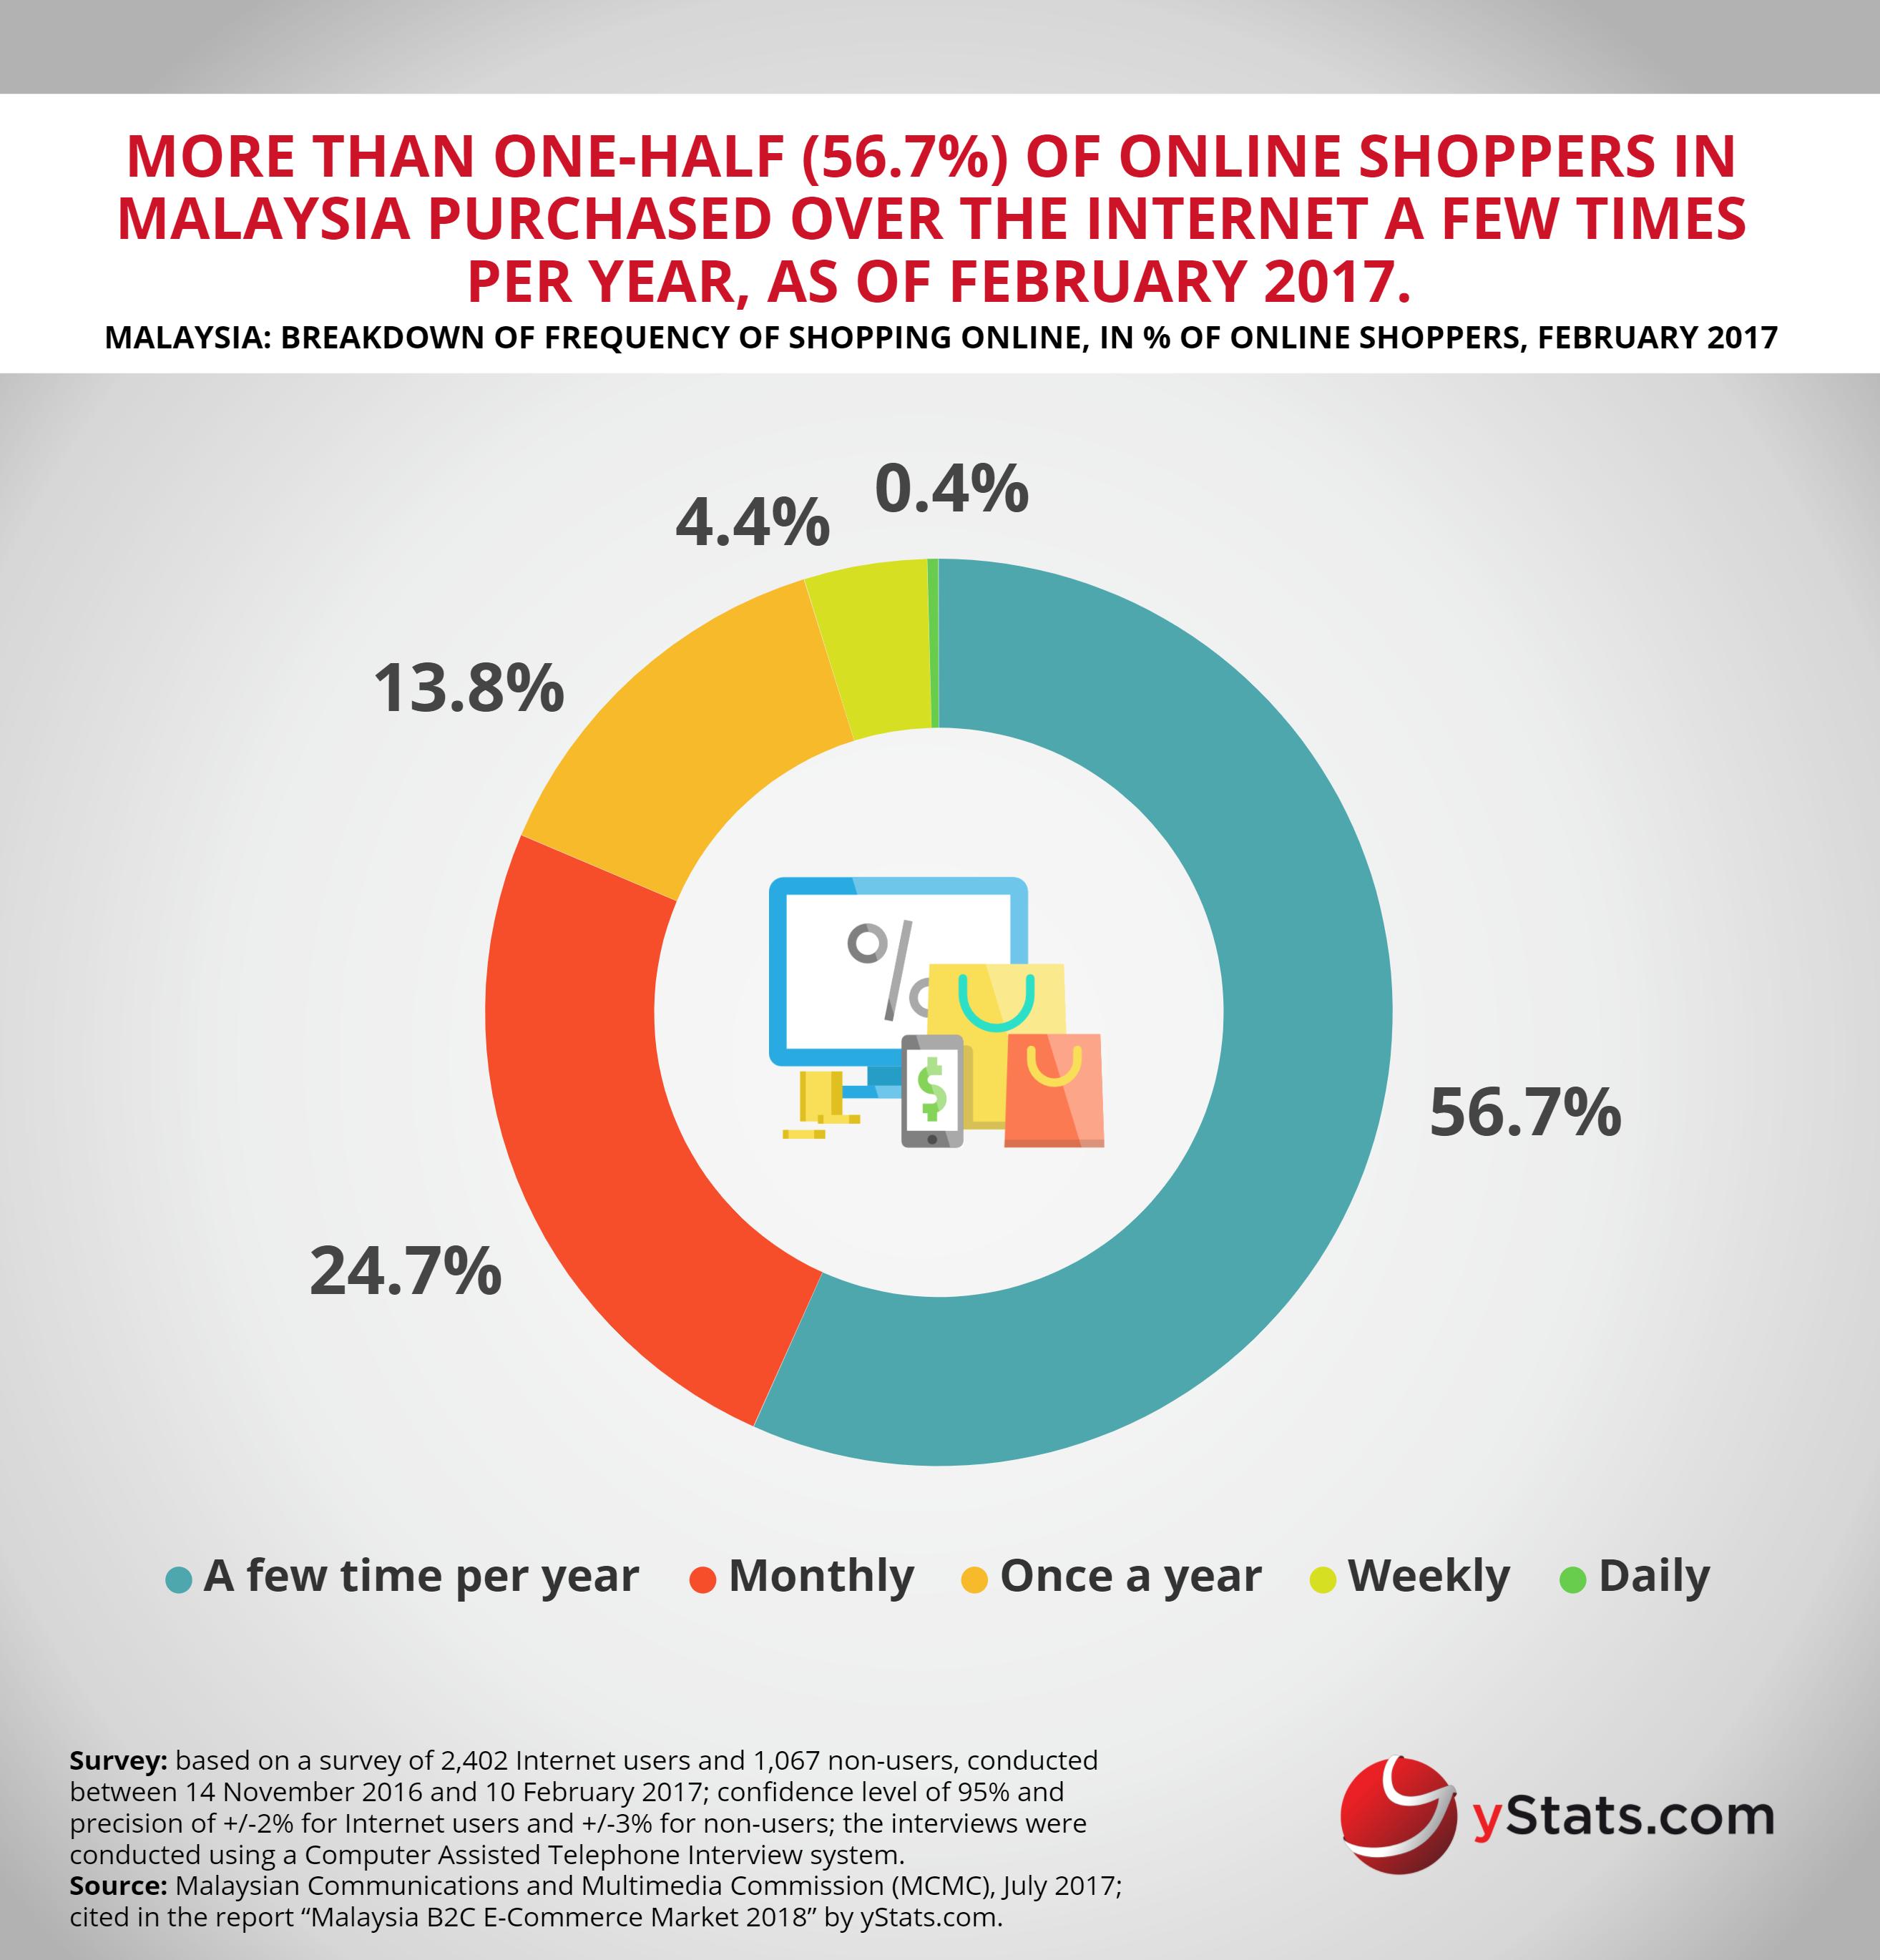 MORE THAN ONE-HALF (56.7%) OF ONLINE SHOPPERS IN
MALAYSIA PURCHASED OVER THE INTERNET A FEW TIMES
PER YEAR, AS OF FEBRUARY 2017.
MALAYSIA: BREAKDOWN OF FREQUENCY OF SHOPPING ONLINE, IN % OF ONLINE SHOPPERS, FEBRUARY 2017
0.4%
4.4%
13.8%
%
$
56.7%
24.7%
A few time per year Monthly Once a year Weekly Daily
Survey: based on a survey of 2,402 Internet users and 1,067 non-users, conducted
between 14 November 2016 and 10 February 2017; confidence level of 95% and
precision of +/-2% for Internet users and +/-3% for non-users; the interviews were
conducted using a Computer Assisted Telephone Interview system.
Source: Malaysian Communications and Multimedia Commission (MCMC), July 2017;
cited in the report “Malaysia B2C E-Commerce Market 2018” by yStats.com.
yStats.com